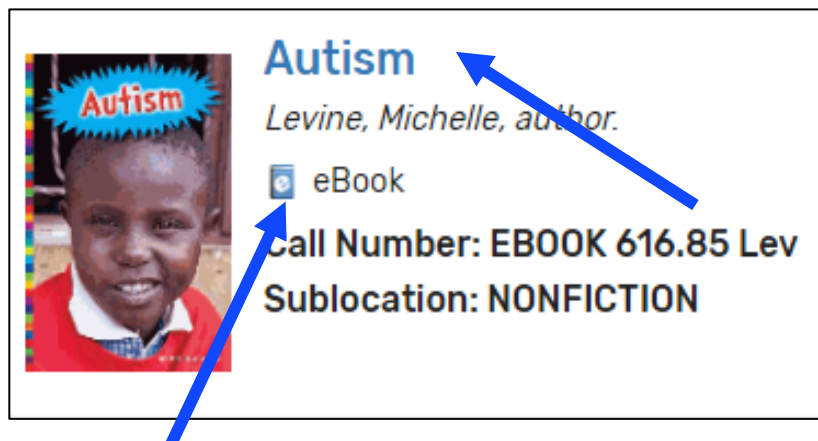 Autism
Autism
Levine, Michelle, author.
eBook
Call Number: EBOOK 616.85 Lev
Sublocation: NONFICTION